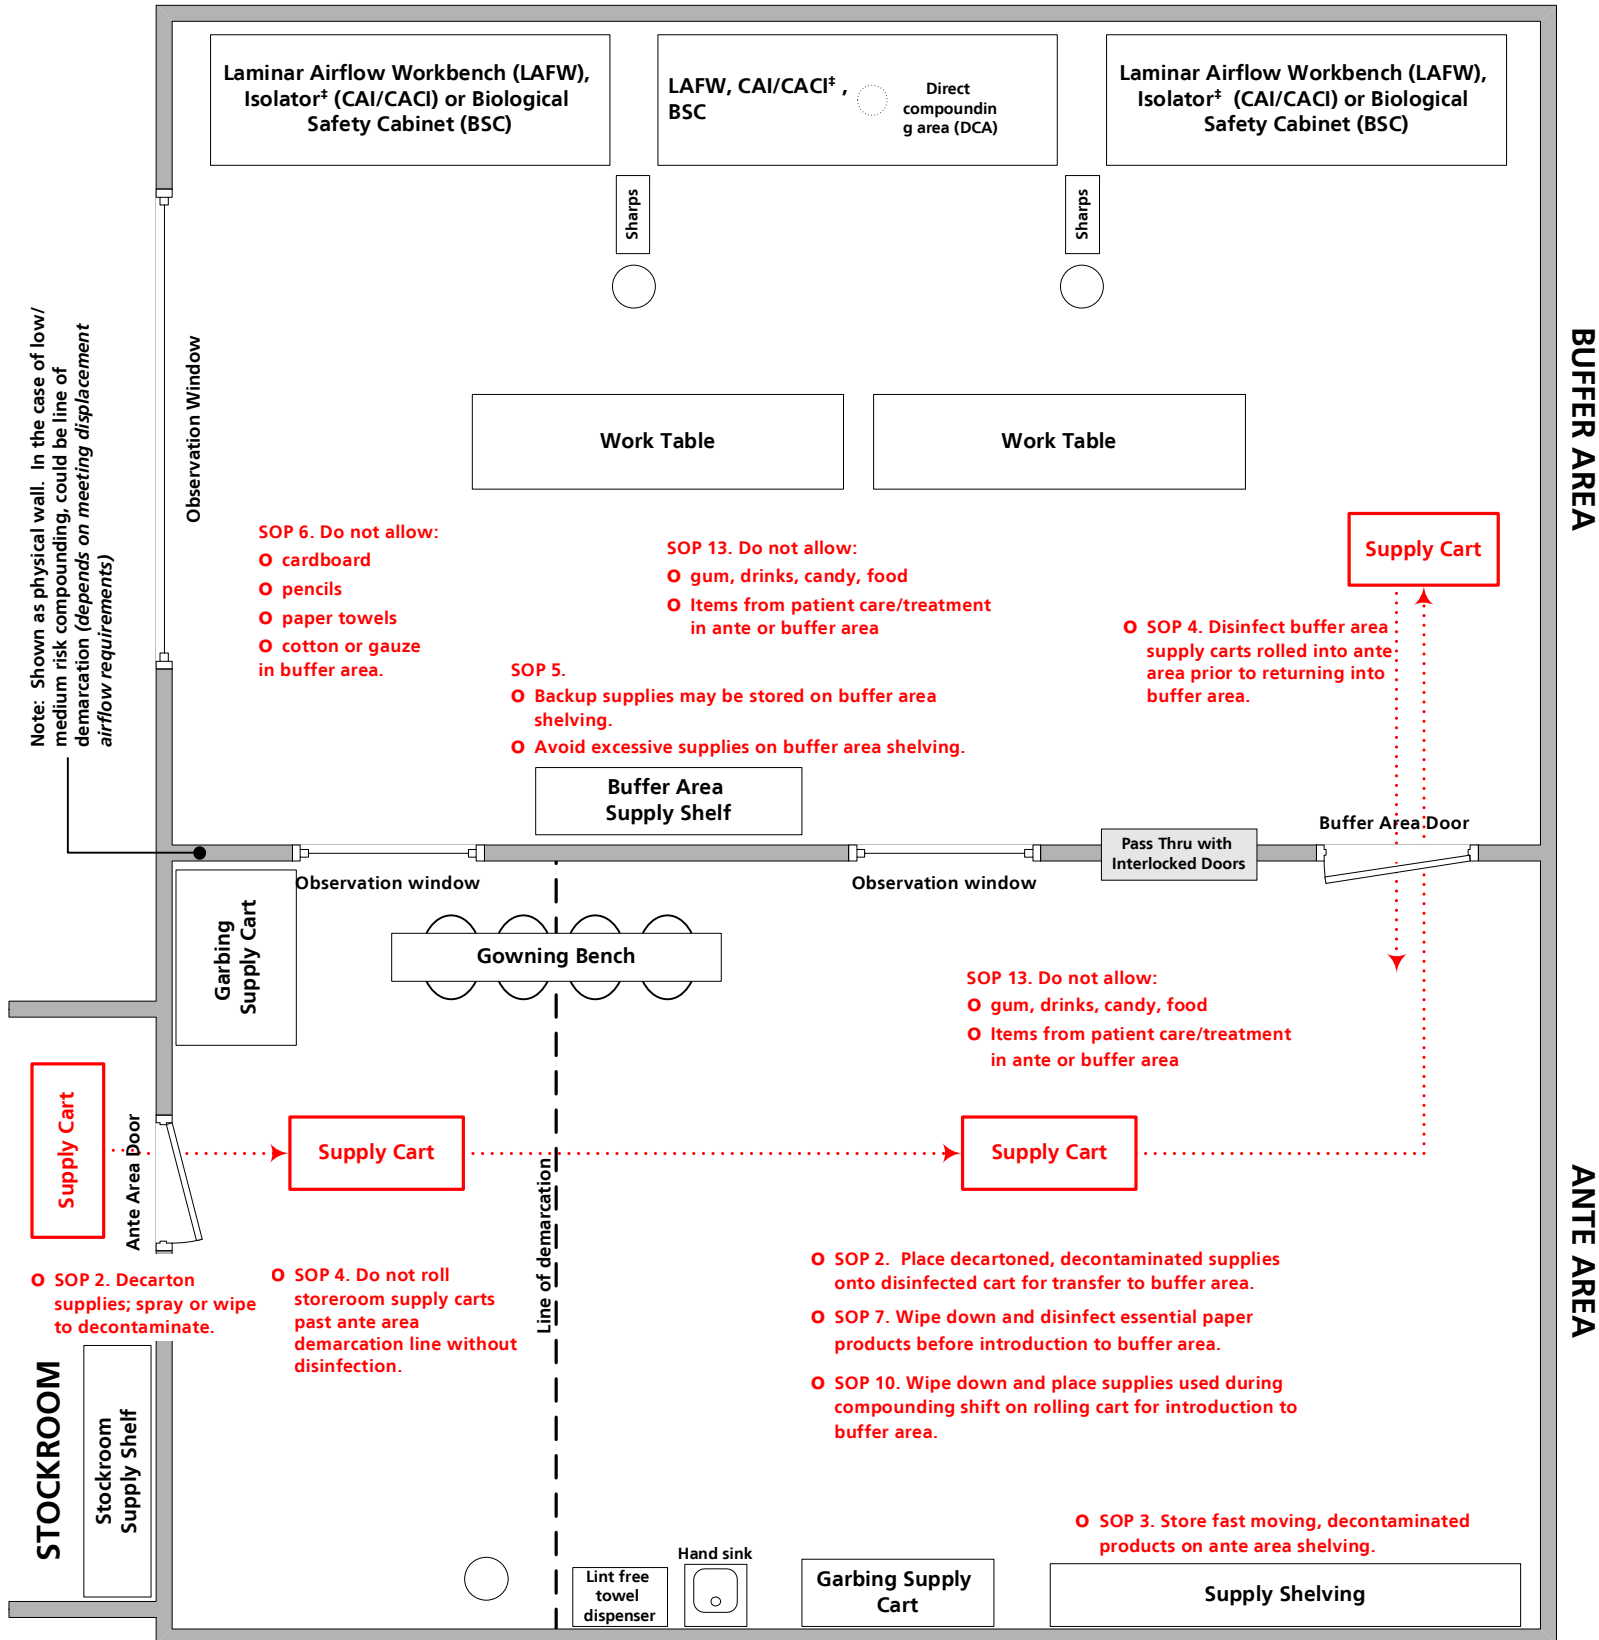 Laminar Airflow Workbench (LAFW),
Isolator‡ (CAI/CACI) or Biological
Safety Cabinet (BSC)
LAFW, CAI/CACI‡ ,
BSC
Direct
compoundin
g area (DCA)
Laminar Airflow Workbench (LAFW),
Isolator‡ (CAI/CACI) or Biological
Safety Cabinet (BSC)
Sharps
Sharps
Observation Window
Note: Shown as physical wall. In the case of low/
medium risk compounding, could be line of
demarcation (depends on meeting displacement
airflow requirements)
BUFFER AREA
Work Table
Work Table
SOP 6. Do not allow:
O cardboard
O pencils
O paper towels
O cotton or gauze
in buffer area.
SOP 13. Do not allow:
O gum, drinks, candy, food
O Items from patient care/treatment
in ante or buffer area
Supply Cart
O SOP 4. Disinfect buffer area
supply carts rolled into ante
area prior to returning into
buffer area.
SOP 5.
O Backup supplies may be stored on buffer area
shelving.
O Avoid excessive supplies on buffer area shelving.
Buffer Area
Supply Shelf
Buffer Area Door
Pass Thru with
Interlocked Doors
Observation window
Observation window
Garbing
Supply Cart
Gowning Bench
SOP 13. Do not allow:
O gum, drinks, candy, food
O Items from patient care/treatment
in ante or buffer area
Supply Cart
Ante Area Door
Supply Cart
Line of demarcation
Supply Cart
ANTE AREA
O SOP 2. Decarton
supplies; spray or wipe
to decontaminate.
O SOP 4. Do not roll
storeroom supply carts
past ante area
demarcation line without
disinfection.
O SOP 2. Place decartoned, decontaminated supplies
onto disinfected cart for transfer to buffer area.
O SOP 7. Wipe down and disinfect essential paper
products before introduction to buffer area.
O SOP 10. Wipe down and place supplies used during
compounding shift on rolling cart for introduction to
buffer area.
STOCKROOM
Stockroom
Supply Shelf
O SOP 3. Store fast moving, decontaminated
products on ante area shelving.
Lint free
towel
dispenser
Hand sink
Garbing Supply
Cart
Supply Shelving